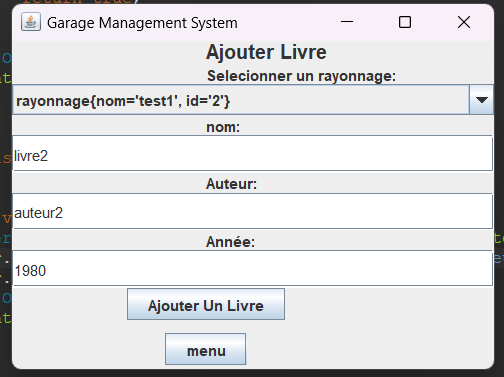 Garage Management System
Ajouter Livre
Selecionner un rayonnage:
rayonnage{nom='test1', id='2'}
nom:
livre2
Auteur:
auteur2
Année:
1980
Ajouter Un Livre
menu